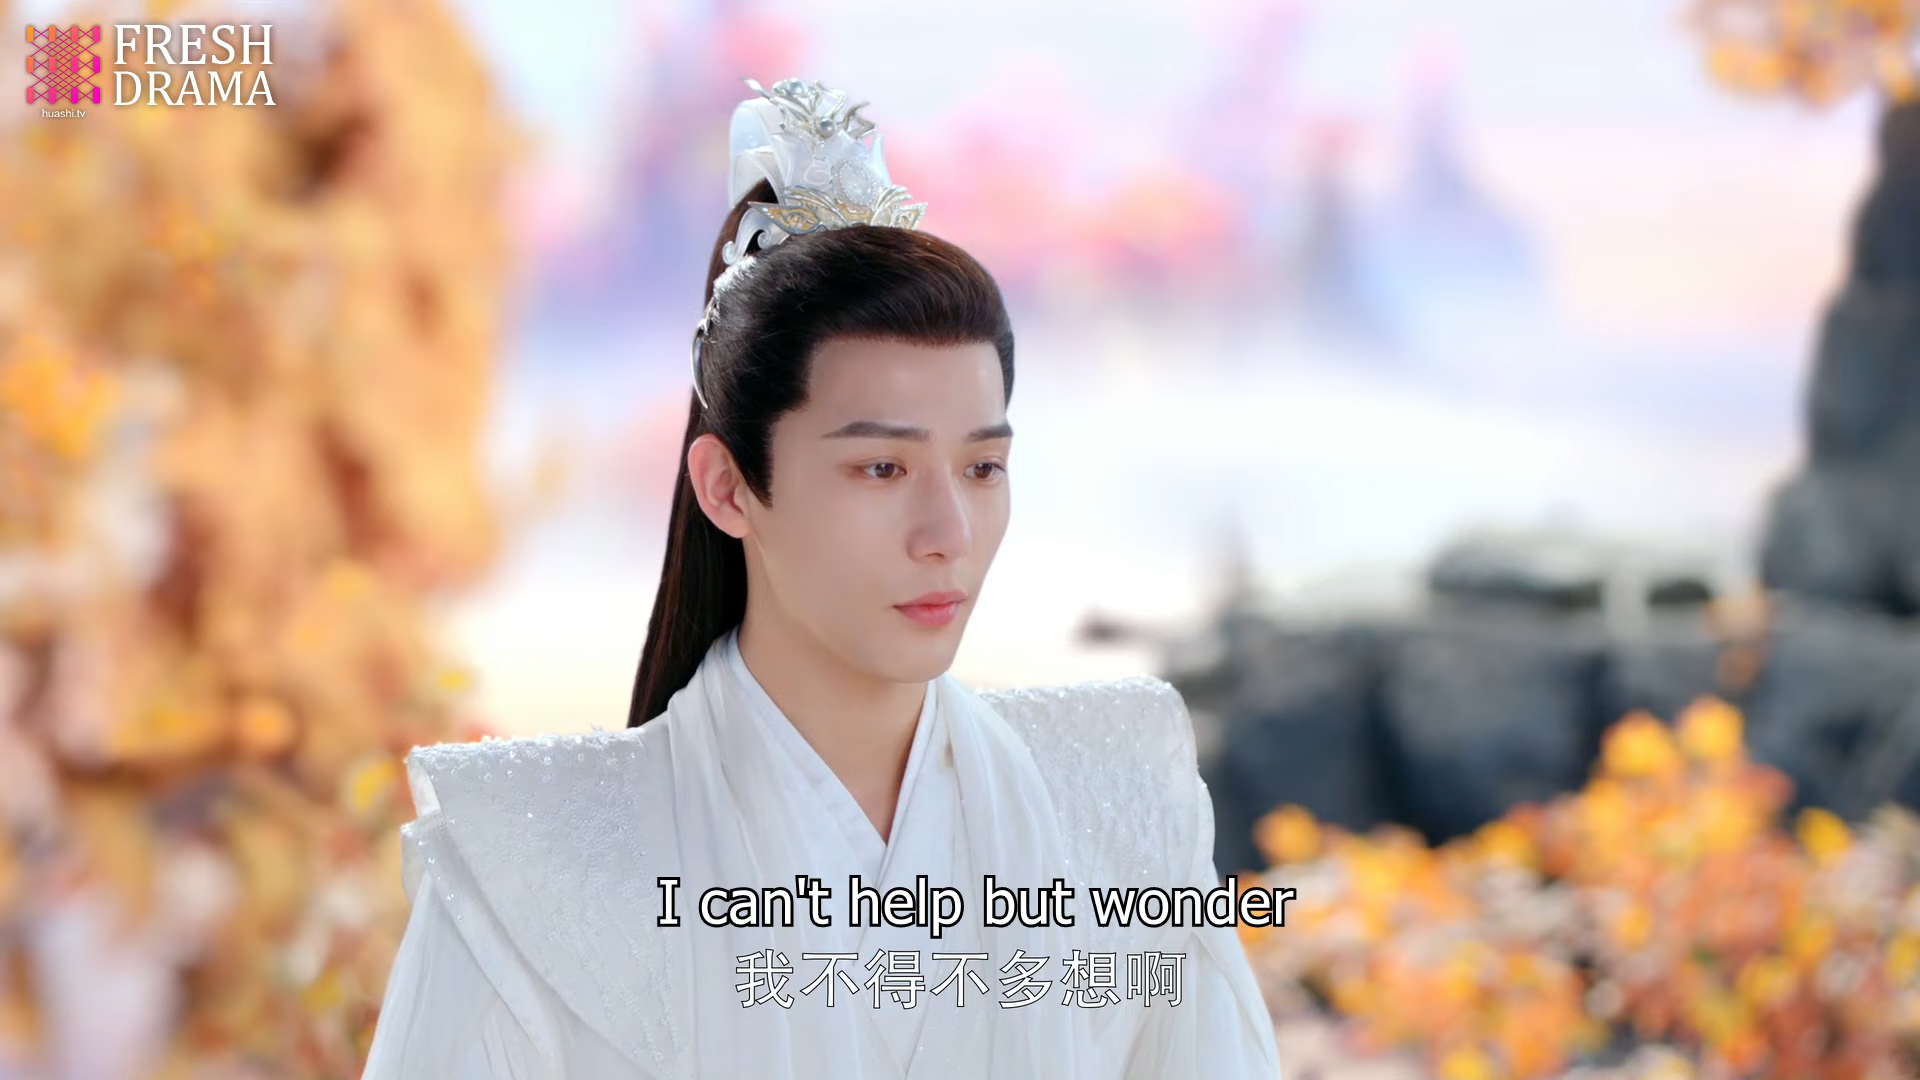 FRESH
DRAMA
huashi.tv
I can't help but wonder
我不得不多想啊